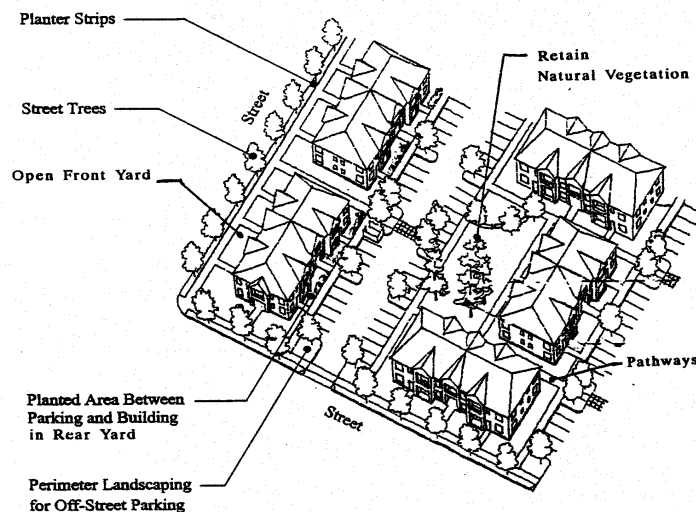 Planter Strips
Street Trees
Open Front Yard
Street
Retain
Natural Vegetation
Pathways
Street
Planted Area Between
Parking and Building
in Rear Yard
Perimeter Landscaping
for Off-Street Parking